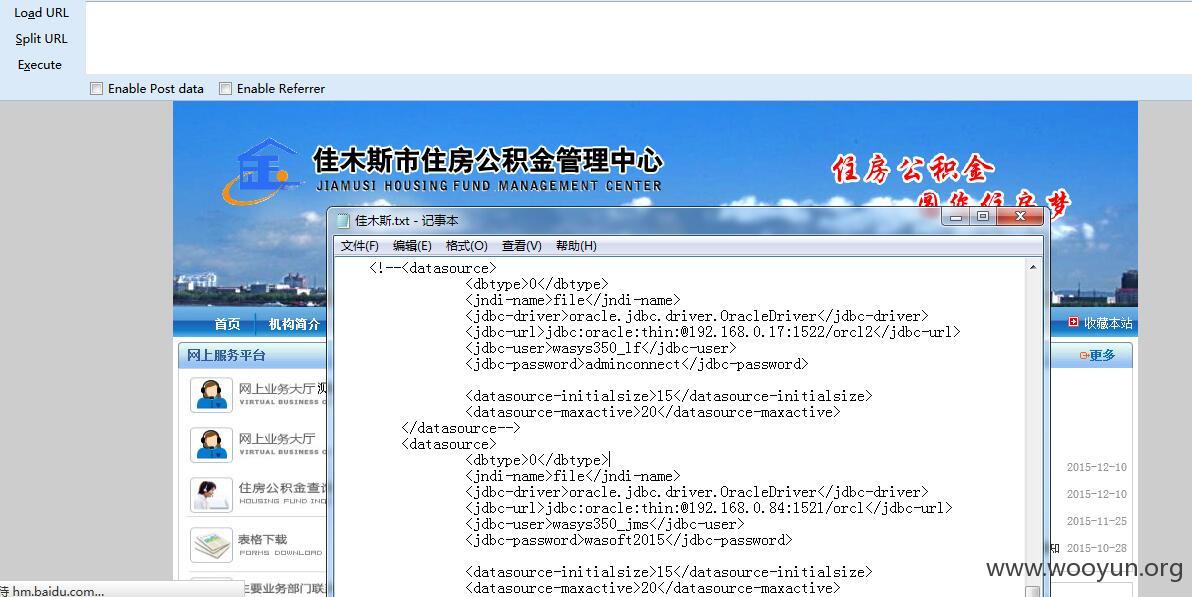 Load URL
Split URL
Execute
Enable Post data
Enable Referrer
佳木斯市住房公积金管理中心
JIAMUSI HOUSING FUND MANAGEMENT CENTER
住房公积金
圆你住房梦
佳木斯.txt - 记事本
文件(F) 编辑(E) 格式(O) 查看(V) 帮助(H)
<!--<datasource>
<dbtype>0</dbtype>
<jndi-name>file</jndi-name>
<jdbc-driver>oracle.jdbc.driver.OracleDriver</jdbc-driver>
<jdbc-url>jdbc:oracle:thin:@192.168.0.17:1522/orcl2</jdbc-url>
<jdbc-user>wasys350_lf</jdbc-user>
<jdbc-password>adminconnect</jdbc-password>
<datasource-initialsize>15</datasource-initialsize>
<datasource-maxactive>20</datasource-maxactive>
</datasource-->
<datasource>
<dbtype>0</dbtype>
<jndi-name>file</jndi-name>
<jdbc-driver>oracle.jdbc.driver.OracleDriver</jdbc-driver>
<jdbc-url>jdbc:oracle:thin:@192.168.0.84:1521/orcl</jdbc-url>
<jdbc-user>wasys350_jms</jdbc-user>
<jdbc-password>wasoft2015</jdbc-password>
<datasource-initialsize>15</datasource-initialsize>
<datasource-maxactive>20</datasource-maxactive>
首页 机构简介
收藏本站
网上服务平台
更多
网上业务大厅
VIRTUAL BUSINESS
网上业务大厅
VIRTUAL BUSINESS
住房公积金查
HOUSING FUND
表格下载
FORMS DOWNLOAD
主要业务部门联
2015-12-10
2015-12-10
2015-11-25
知 2015-10-28
www.wooyun.org
hm.baidu.com...